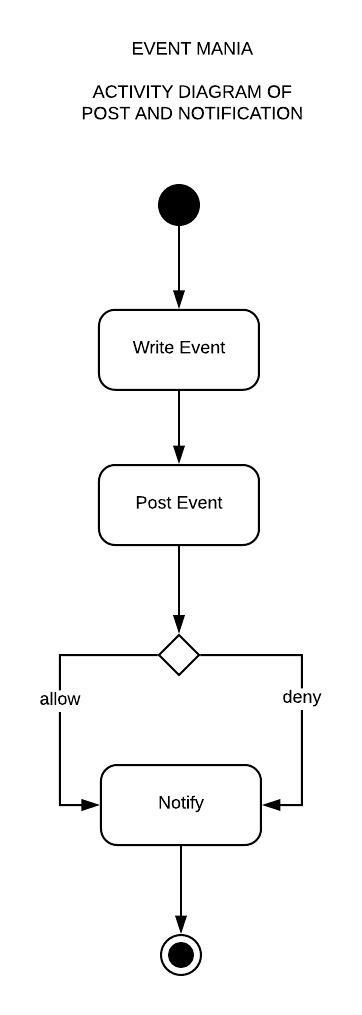 EVENT MANIA
ACTIVITY DIAGRAM OF
POST AND NOTIFICATION
Write Event
Post Event
allow
deny
Notify